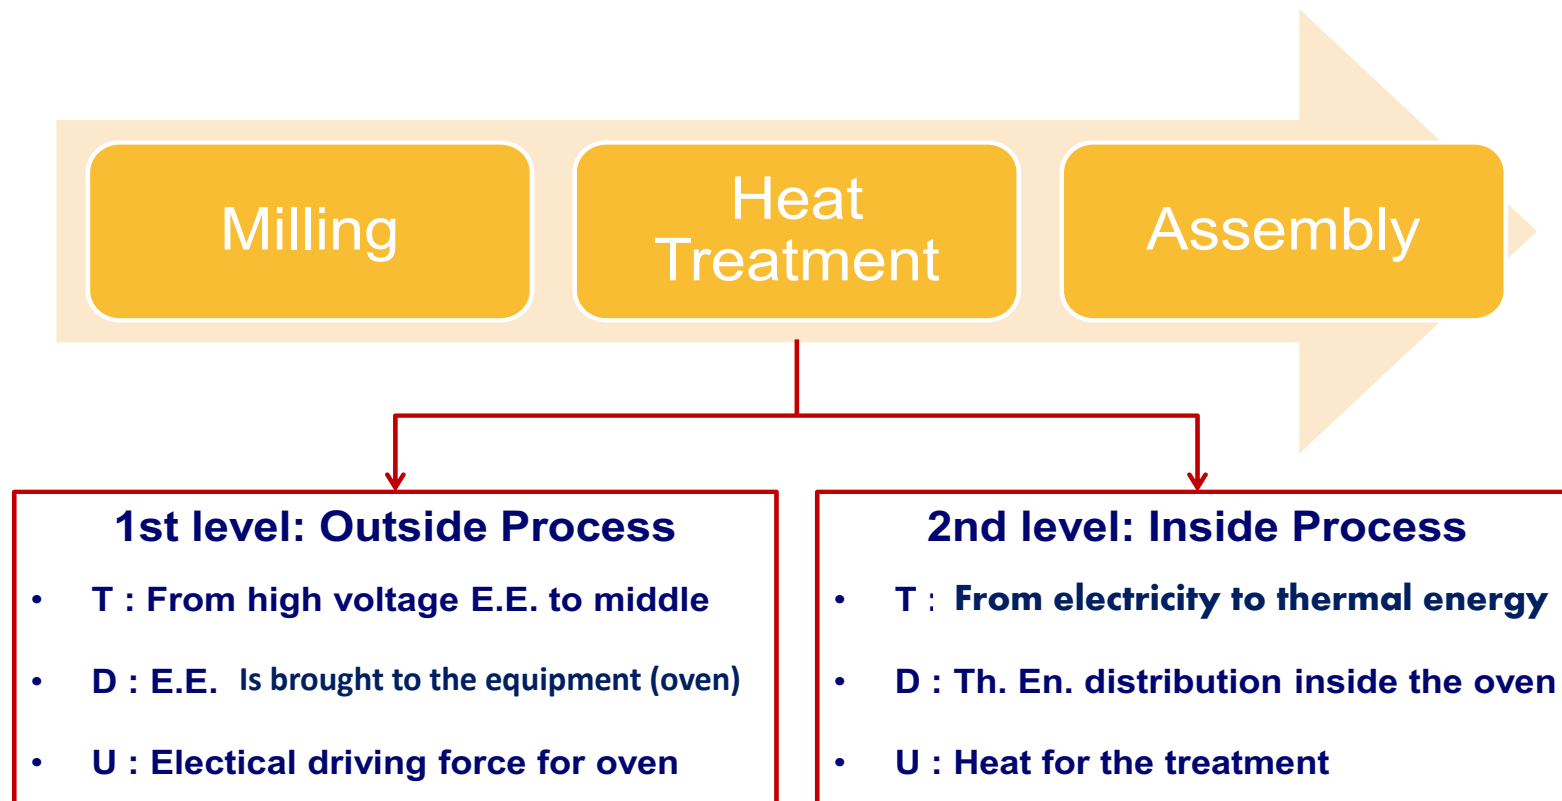 Milling
Heat
Treatment
Assembly
1st level: Outside Process
• T : From high voltage E.E. to middle
• D : E.E. Is brought to the equipment (oven)
• U : Electical driving force for oven
2nd level: Inside Process
• T : From electricity to thermal energy
• D : Th. En. distribution inside the oven
• U : Heat for the treatment